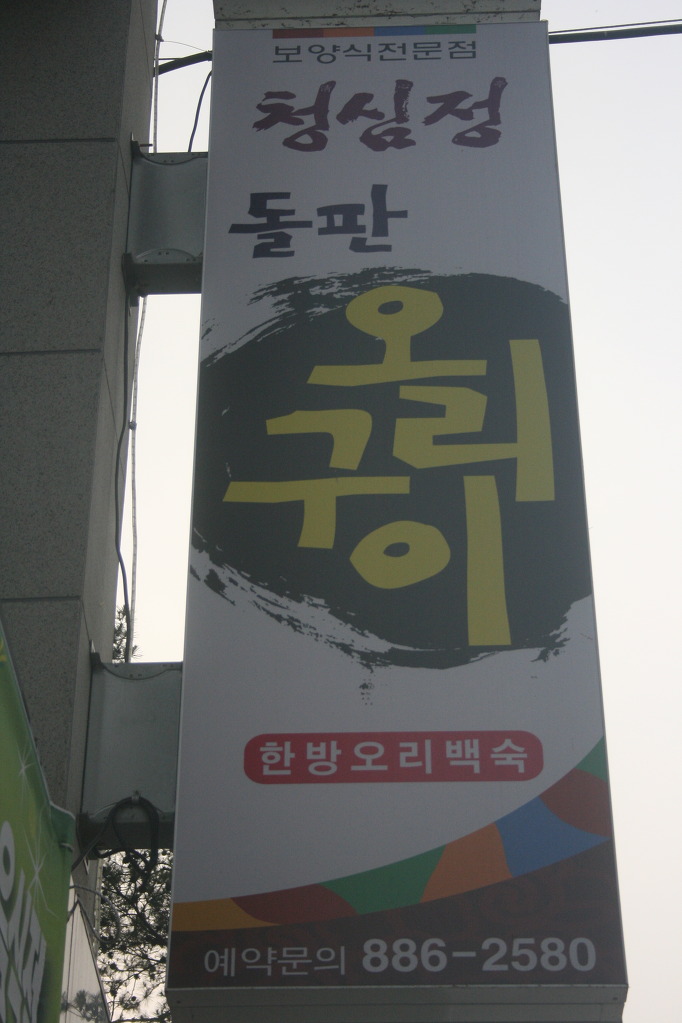 보양식전문점
청심정
돌판
오리
구이
한방오리백숙
예약문의 886-2580